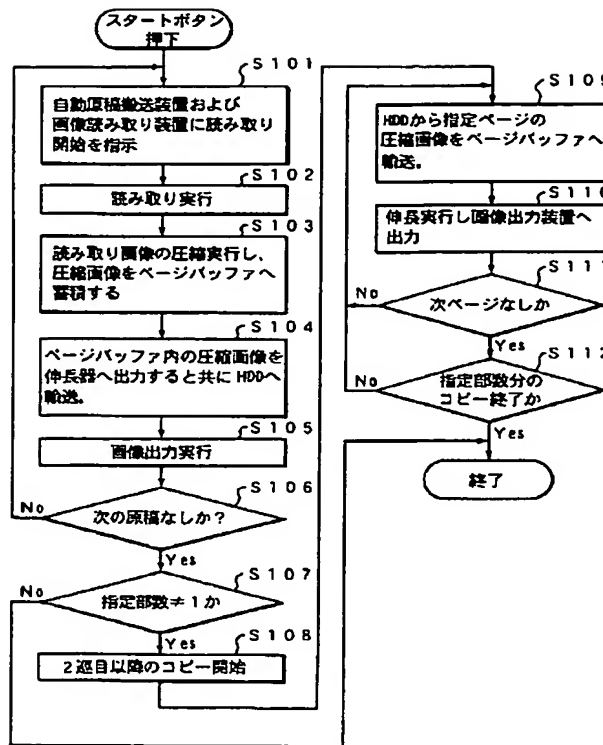 スタートボタン
押下
S101
自動原稿搬送装置および
画像読み取り装置に読み取り
開始を指示
S102
読み取り実行
S103
読み取り画像の圧縮実行し、
圧縮画像をページバッファへ
蓄積する
S104
ページバッファ内の圧縮画像を
伸長器へ出力すると共にHDDへ
輸送。
S105
画像出力実行
S106
次の原稿なしか?
No
Yes
S107
指定部数≠1か
No
Yes
S108
2巡目以降のコピー開始
S109
HDDから指定ページの
圧縮画像をページバッファへ
輸送。
S110
伸長実行し画像出力装置へ
出力
S111
次ページなしか
No
Yes
S112
指定部数分の
コピー終了か
No
Yes
終了